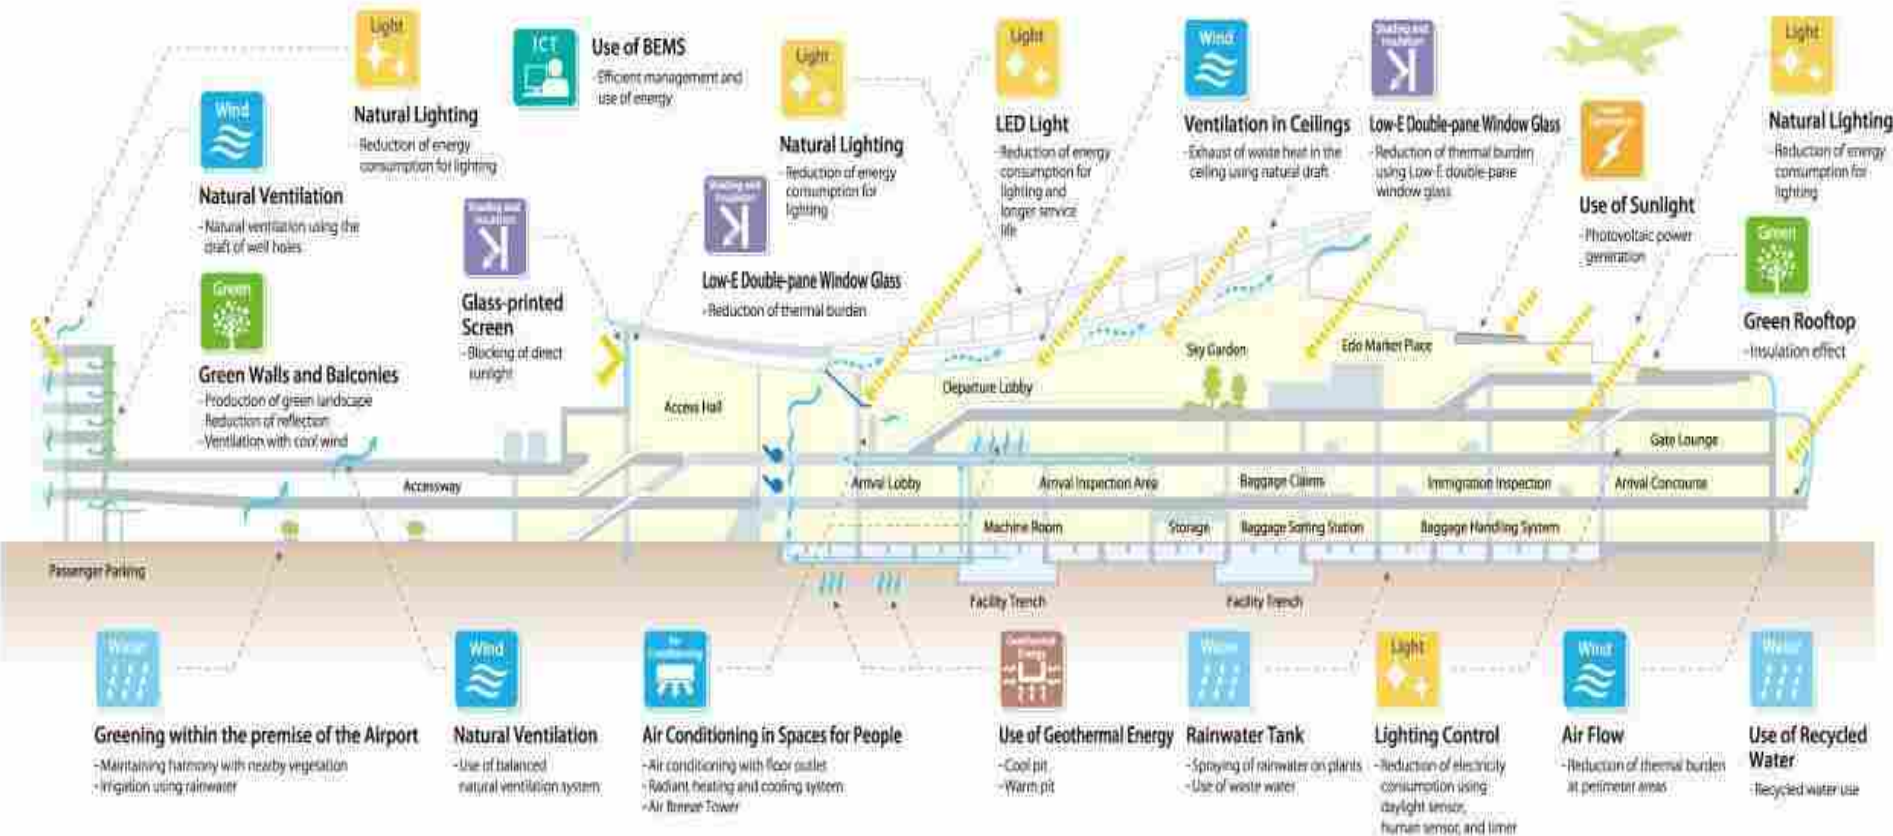 Light
Natural Lighting
-Reduction of energy
consumption for lighting
ICT
Use of BEMS
-Efficient management and
use of energy
Wind
Natural Ventilation
-Natural ventilation using the
draft of well holes
Green
Green Walls and Balconies
-Production of green landscape
Reduction of reflection
-Ventilation with cool wind
Shading and
Insulation
Glass-printed
Screen
-Blocking of direct
sunlight
Shading and
Insulation
Low-E Double-pane Window Glass
-Reduction of thermal burden
Light
Natural Lighting
-Reduction of energy
consumption for
lighting
Light
LED Light
-Reduction of energy
consumption for
lighting and
longer service
life
Wind
Ventilation in Ceilings
-Exhaust of waste heat in the
ceiling using natural draft
Shading and
Insulation
Low-E Double-pane Window Glass
-Reduction of thermal burden
using Low-E double-pane
window glass
Use of Sunlight
-Photovoltaic power
generation
Light
Natural Lighting
-Reduction of energy
consumption for
lighting
Green
Green Rooftop
-Insulation effect
Sky Garden
Edo Market Place
Departure Lobby
Access Hall
Gate Lounge
Accessway
Arrival Lobby
Arrival Inspection Area
Baggage Claims
Immigration Inspection
Arrival Concourse
Machine Room
Storage
Baggage Sorting Station
Baggage Handling System
Passenger Parking
Facility Trench
Facility Trench
Water
Greening within the premise of the Airport
-Maintaining harmony with nearby vegetation
-Irrigation using rainwater
Wind
Natural Ventilation
-Use of balanced
natural ventilation system
Air
Conditioning
Air Conditioning in Spaces for People
-Air conditioning with floor outlet
-Radiant heating and cooling system
-Air Breeze Tower
Geothermal
Energy
Use of Geothermal Energy
-Cool pit
-Warm pit
Water
Rainwater Tank
-Spraying of rainwater on plants
-Use of waste water
Light
Lighting Control
-Reduction of electricity
consumption using
daylight sensor,
human sensor, and timer
Wind
Air Flow
-Reduction of thermal burden
at perimeter areas
Water
Use of Recycled
Water
-Recycled water use